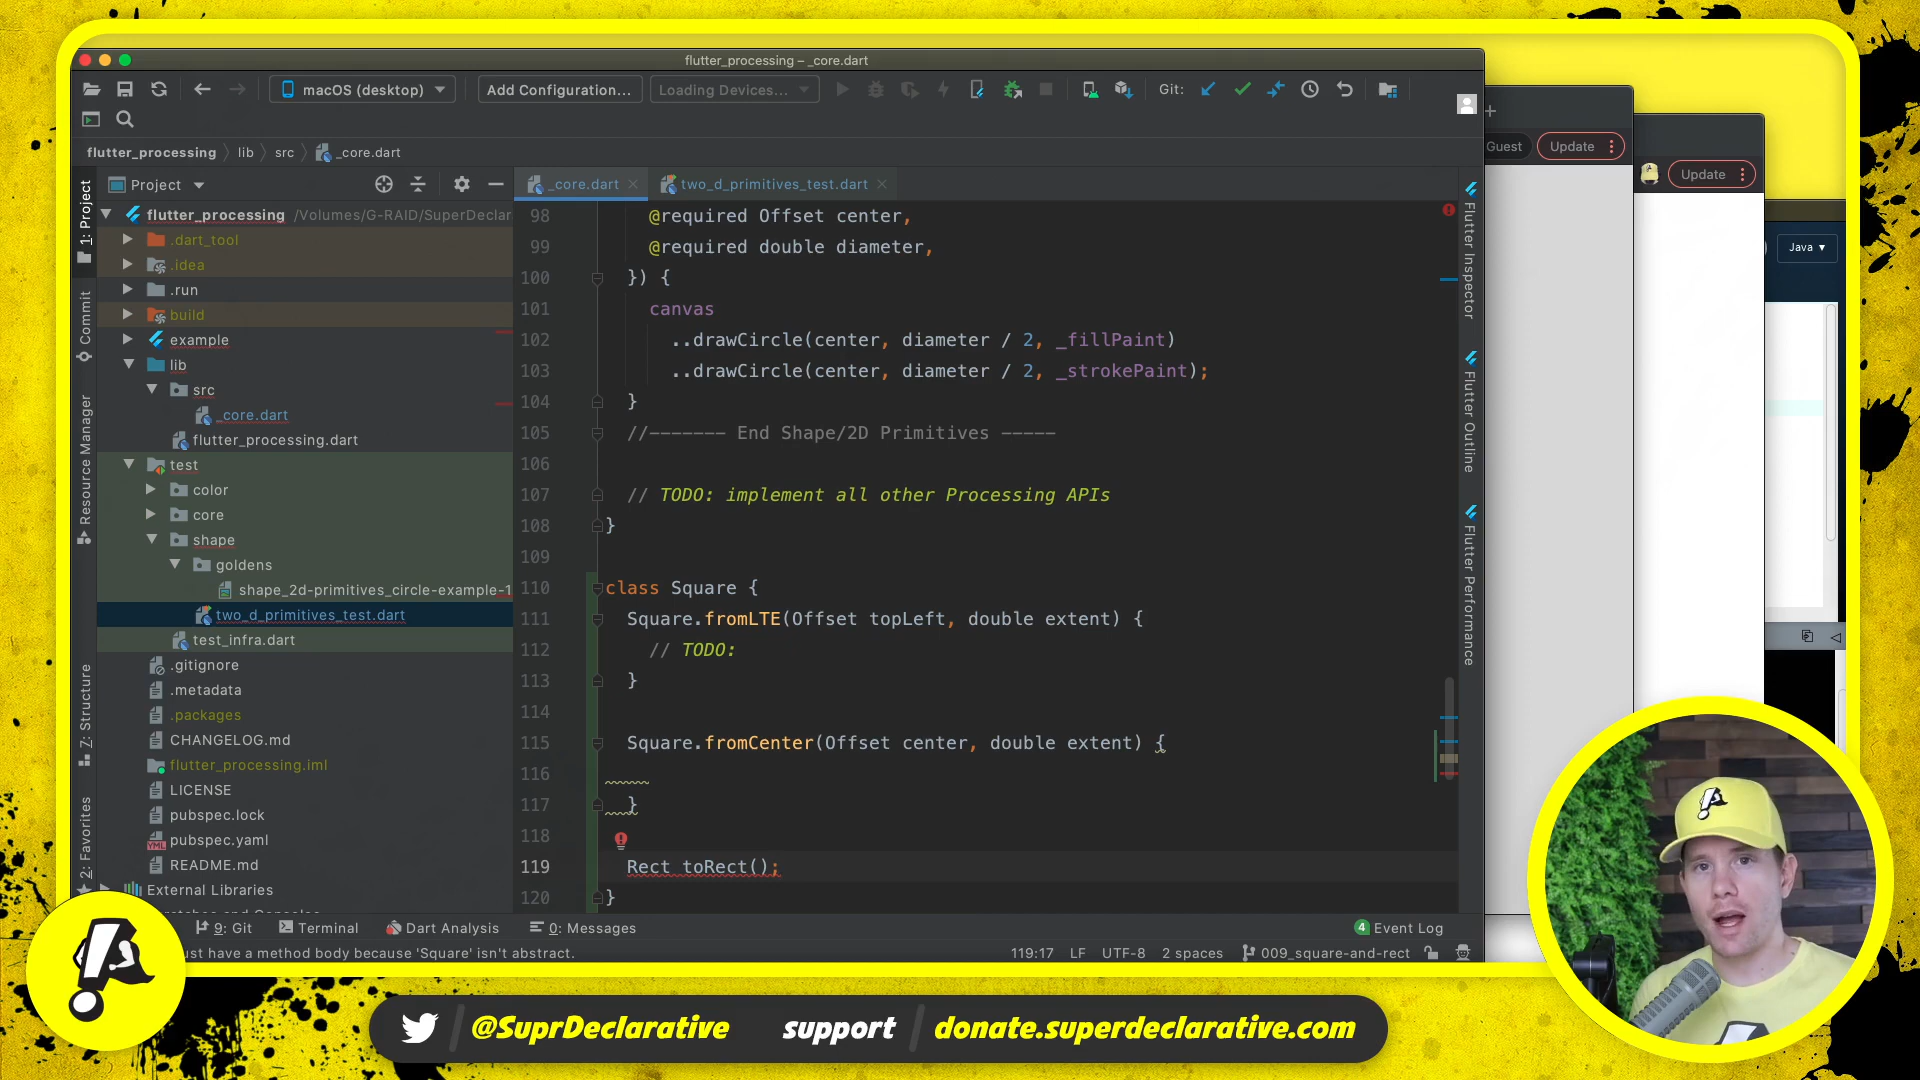 flutter_processing – _core.dart
macOS (desktop)
Add Configuration...
Loading Devices...
Git:
flutter_processing
lib
src
_core.dart
Guest
Update
Update
Java
Project
_core.dart
two_d_primitives_test.dart
1: Project
Commit
Resource Manager
7: Structure
2: Favorites
flutter_processing /Volumes/G-RAID/SuperDeclar
.dart_tool
.idea
.run
build
example
lib
src
_core.dart
flutter_processing.dart
test
color
core
shape
goldens
shape_2d-primitives_circle-example-1
two_d_primitives_test.dart
test_infra.dart
.gitignore
.metadata
.packages
CHANGELOG.md
flutter_processing.iml
LICENSE
pubspec.lock
pubspec.yaml
README.md
External Libraries
98 @required Offset center,
99 @required double diameter,
100 }) {
101 canvas
102 ..drawCircle(center, diameter / 2, _fillPaint)
103 ..drawCircle(center, diameter / 2, _strokePaint);
104 }
105 //------- End Shape/2D Primitives -----
106
107 // TODO: implement all other Processing APIs
108 }
109
110 class Square {
111 Square.fromLTE(Offset topLeft, double extent) {
112 // TODO:
113 }
114
115 Square.fromCenter(Offset center, double extent) {
116
117 }
118
119 Rect toRect();
120 }
Flutter Inspector
Flutter Outline
Flutter Performance
9: Git
Terminal
Dart Analysis
0: Messages
4 Event Log
ust have a method body because 'Square' isn't abstract.
119:17 LF UTF-8 2 spaces 009_square-and-rect
@SuprDeclarative
support
donate.superdeclarative.com